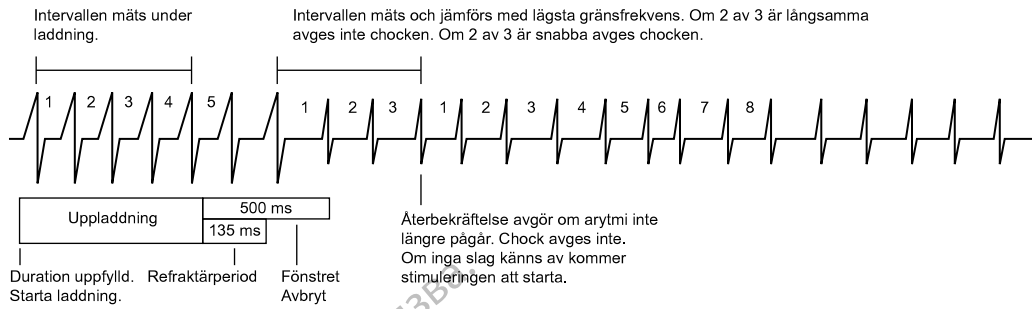 Intervallen mäts under
laddning.
Intervallen mäts och jämförs med lägsta gränsfrekvens. Om 2 av 3 är långsamma
avges inte chocken. Om 2 av 3 är snabba avges chocken.
1 2 3 4 5 1 2 3 1 2 3 4 5 6 7 8
Uppladdning
500 ms
135 ms
Duration uppfylld.
Starta laddning.
Refraktärperiod
Fönstret
Avbryt
Återbekräftelse avgör om arytmi inte
längre pågår. Chock avges inte.
Om inga slag känns av kommer
stimuleringen att starta.